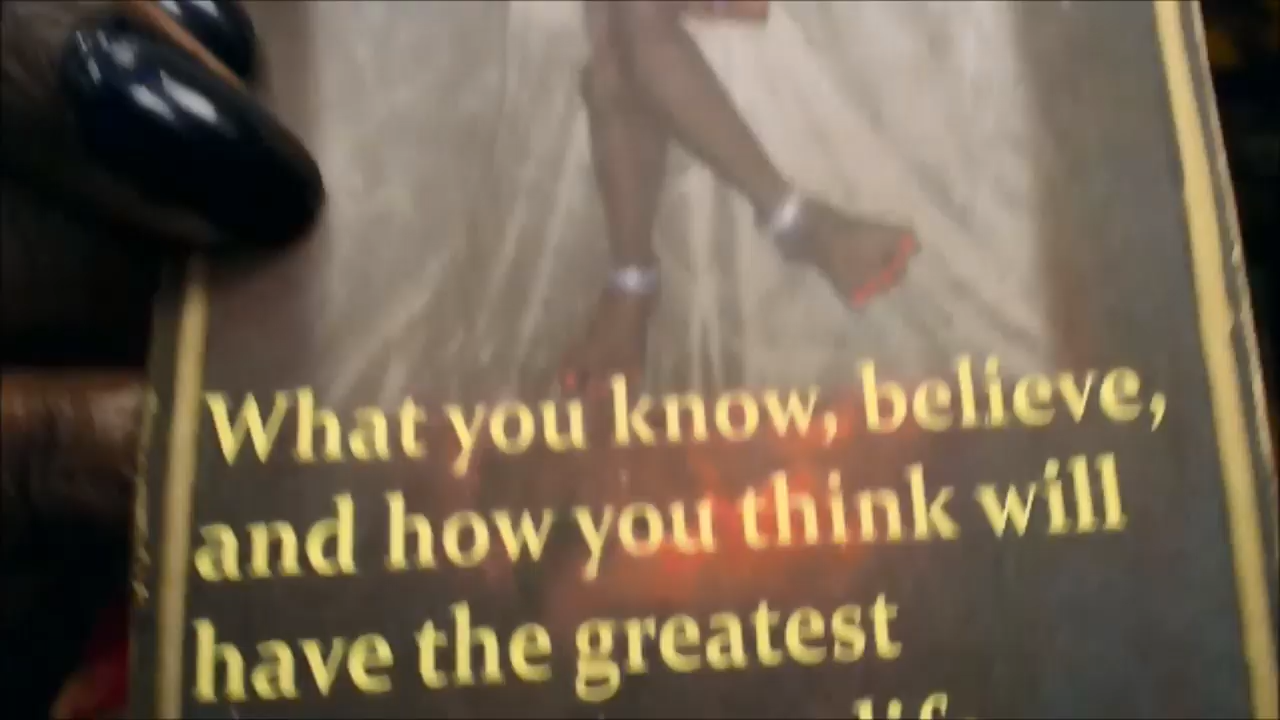 What you know, believe,
and how you think will
have the greatest